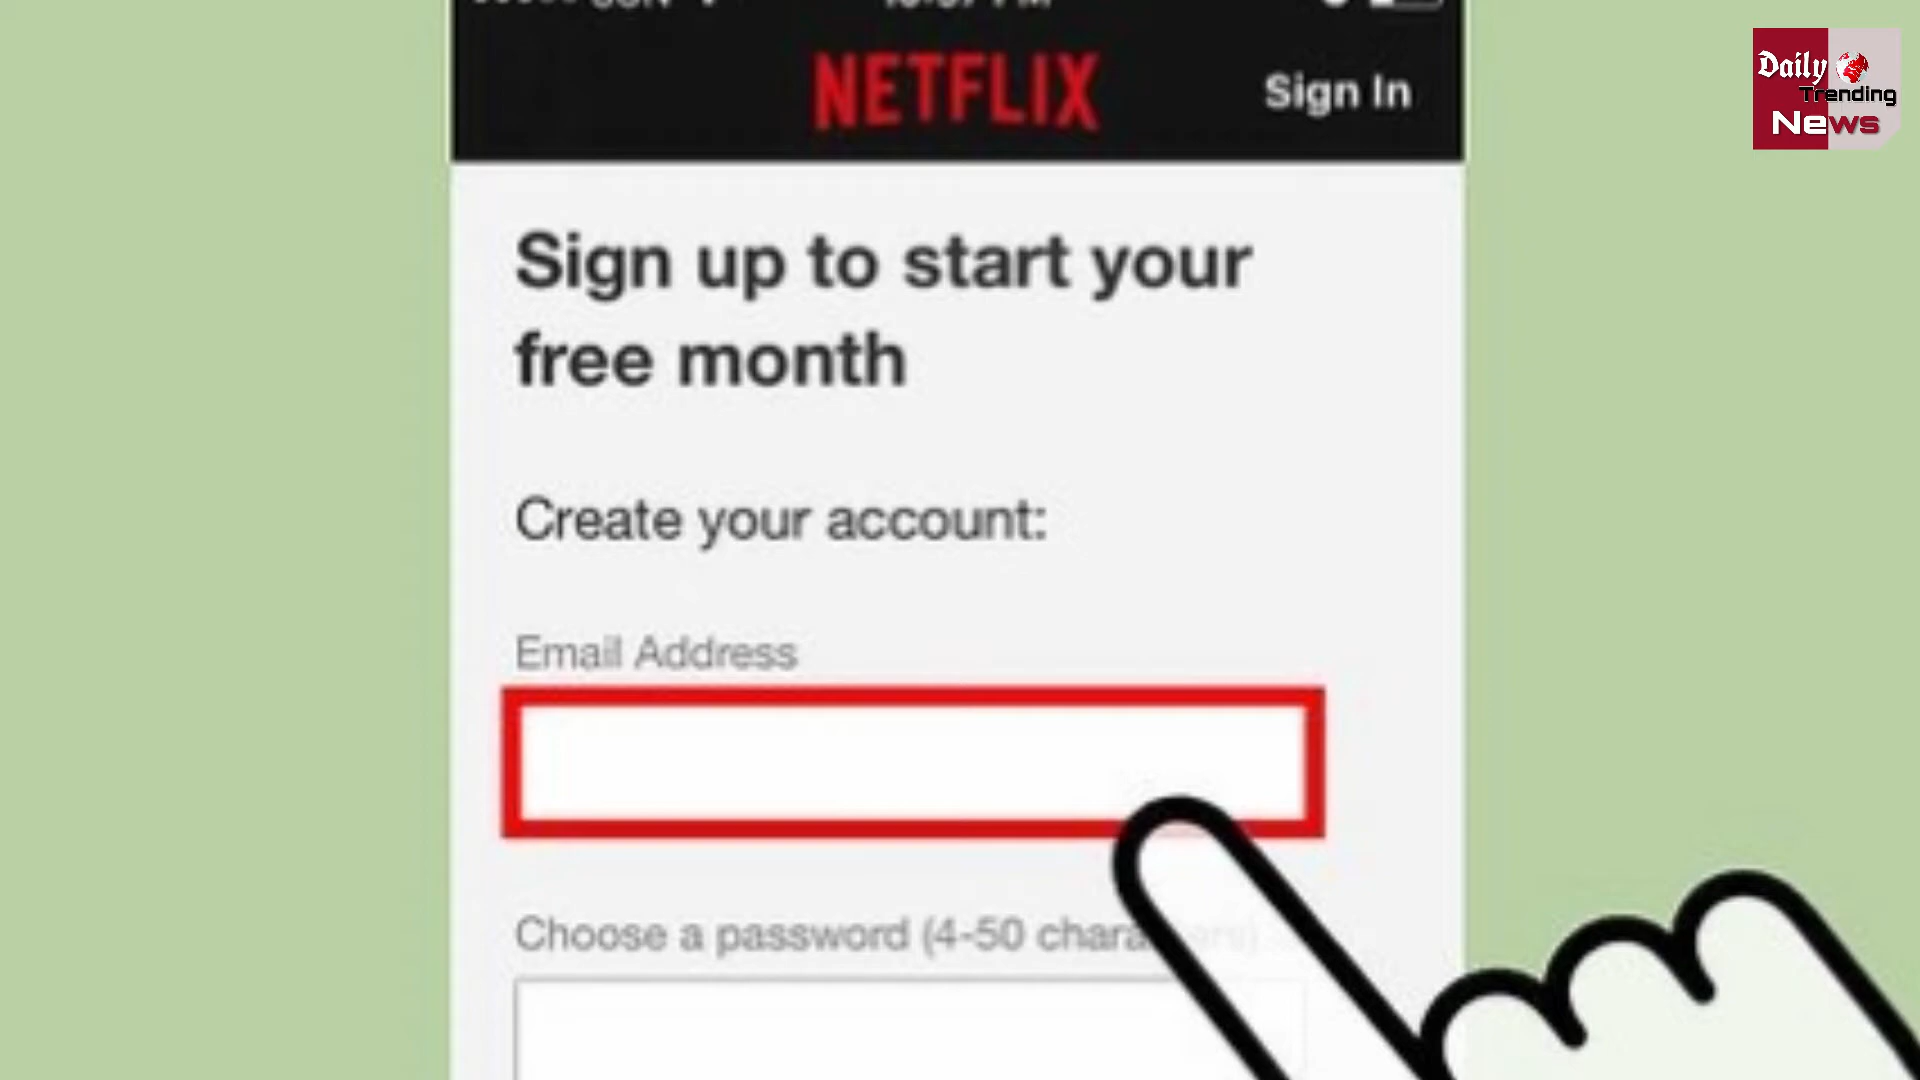 NETFLIX
Sign In
Daily
Trending
News
Sign up to start your
free month
Create your account:
Email Address
Choose a password (4-50